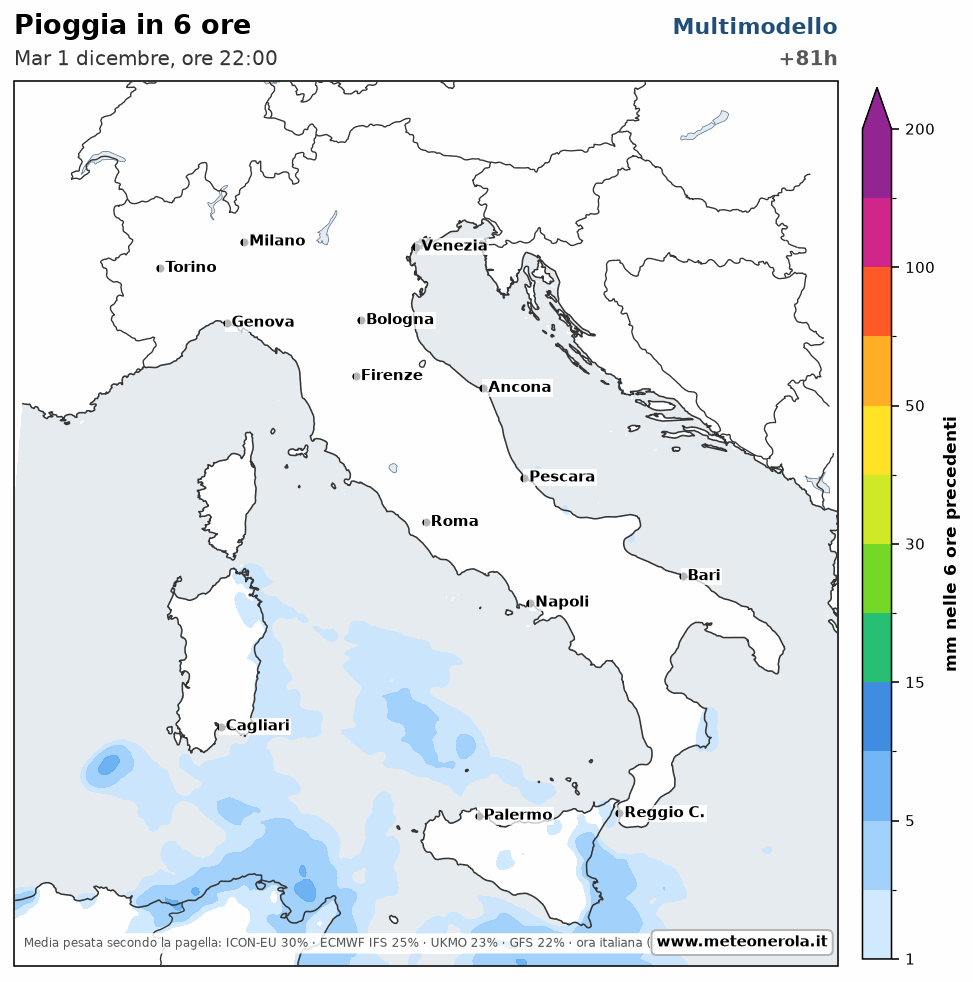 Pioggia in 6 ore
Multimodello
Mar 1 dicembre, ore 22:00
+81h
200
Milano
Venezia
Torino
100
Genova
Bologna
Firenze
Ancona
50
Pescara
Roma
30
Bari
Napoli
mm nelle 6 ore precedenti
15
Cagliari
Palermo
Reggio C.
5
Media pesata secondo la pagella: ICON-EU 30% · ECMWF IFS 25% · UKMO 23% · GFS 22% · ora italiana (
www.meteonerola.it
1